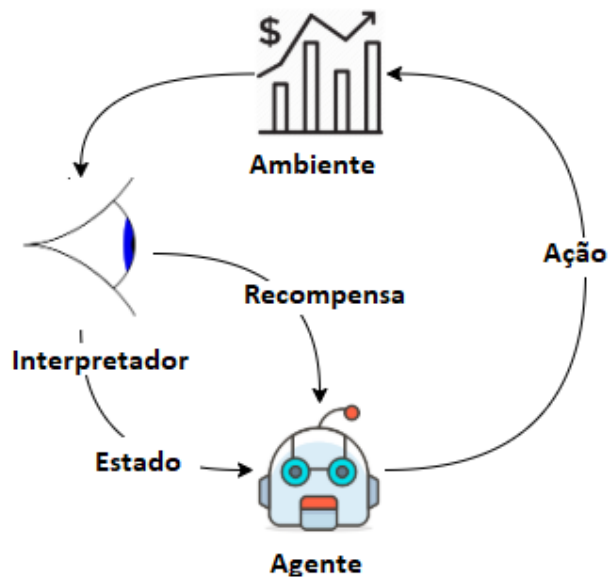 $
Ambiente
Ação
Recompensa
Interpretador
Estado
Agente